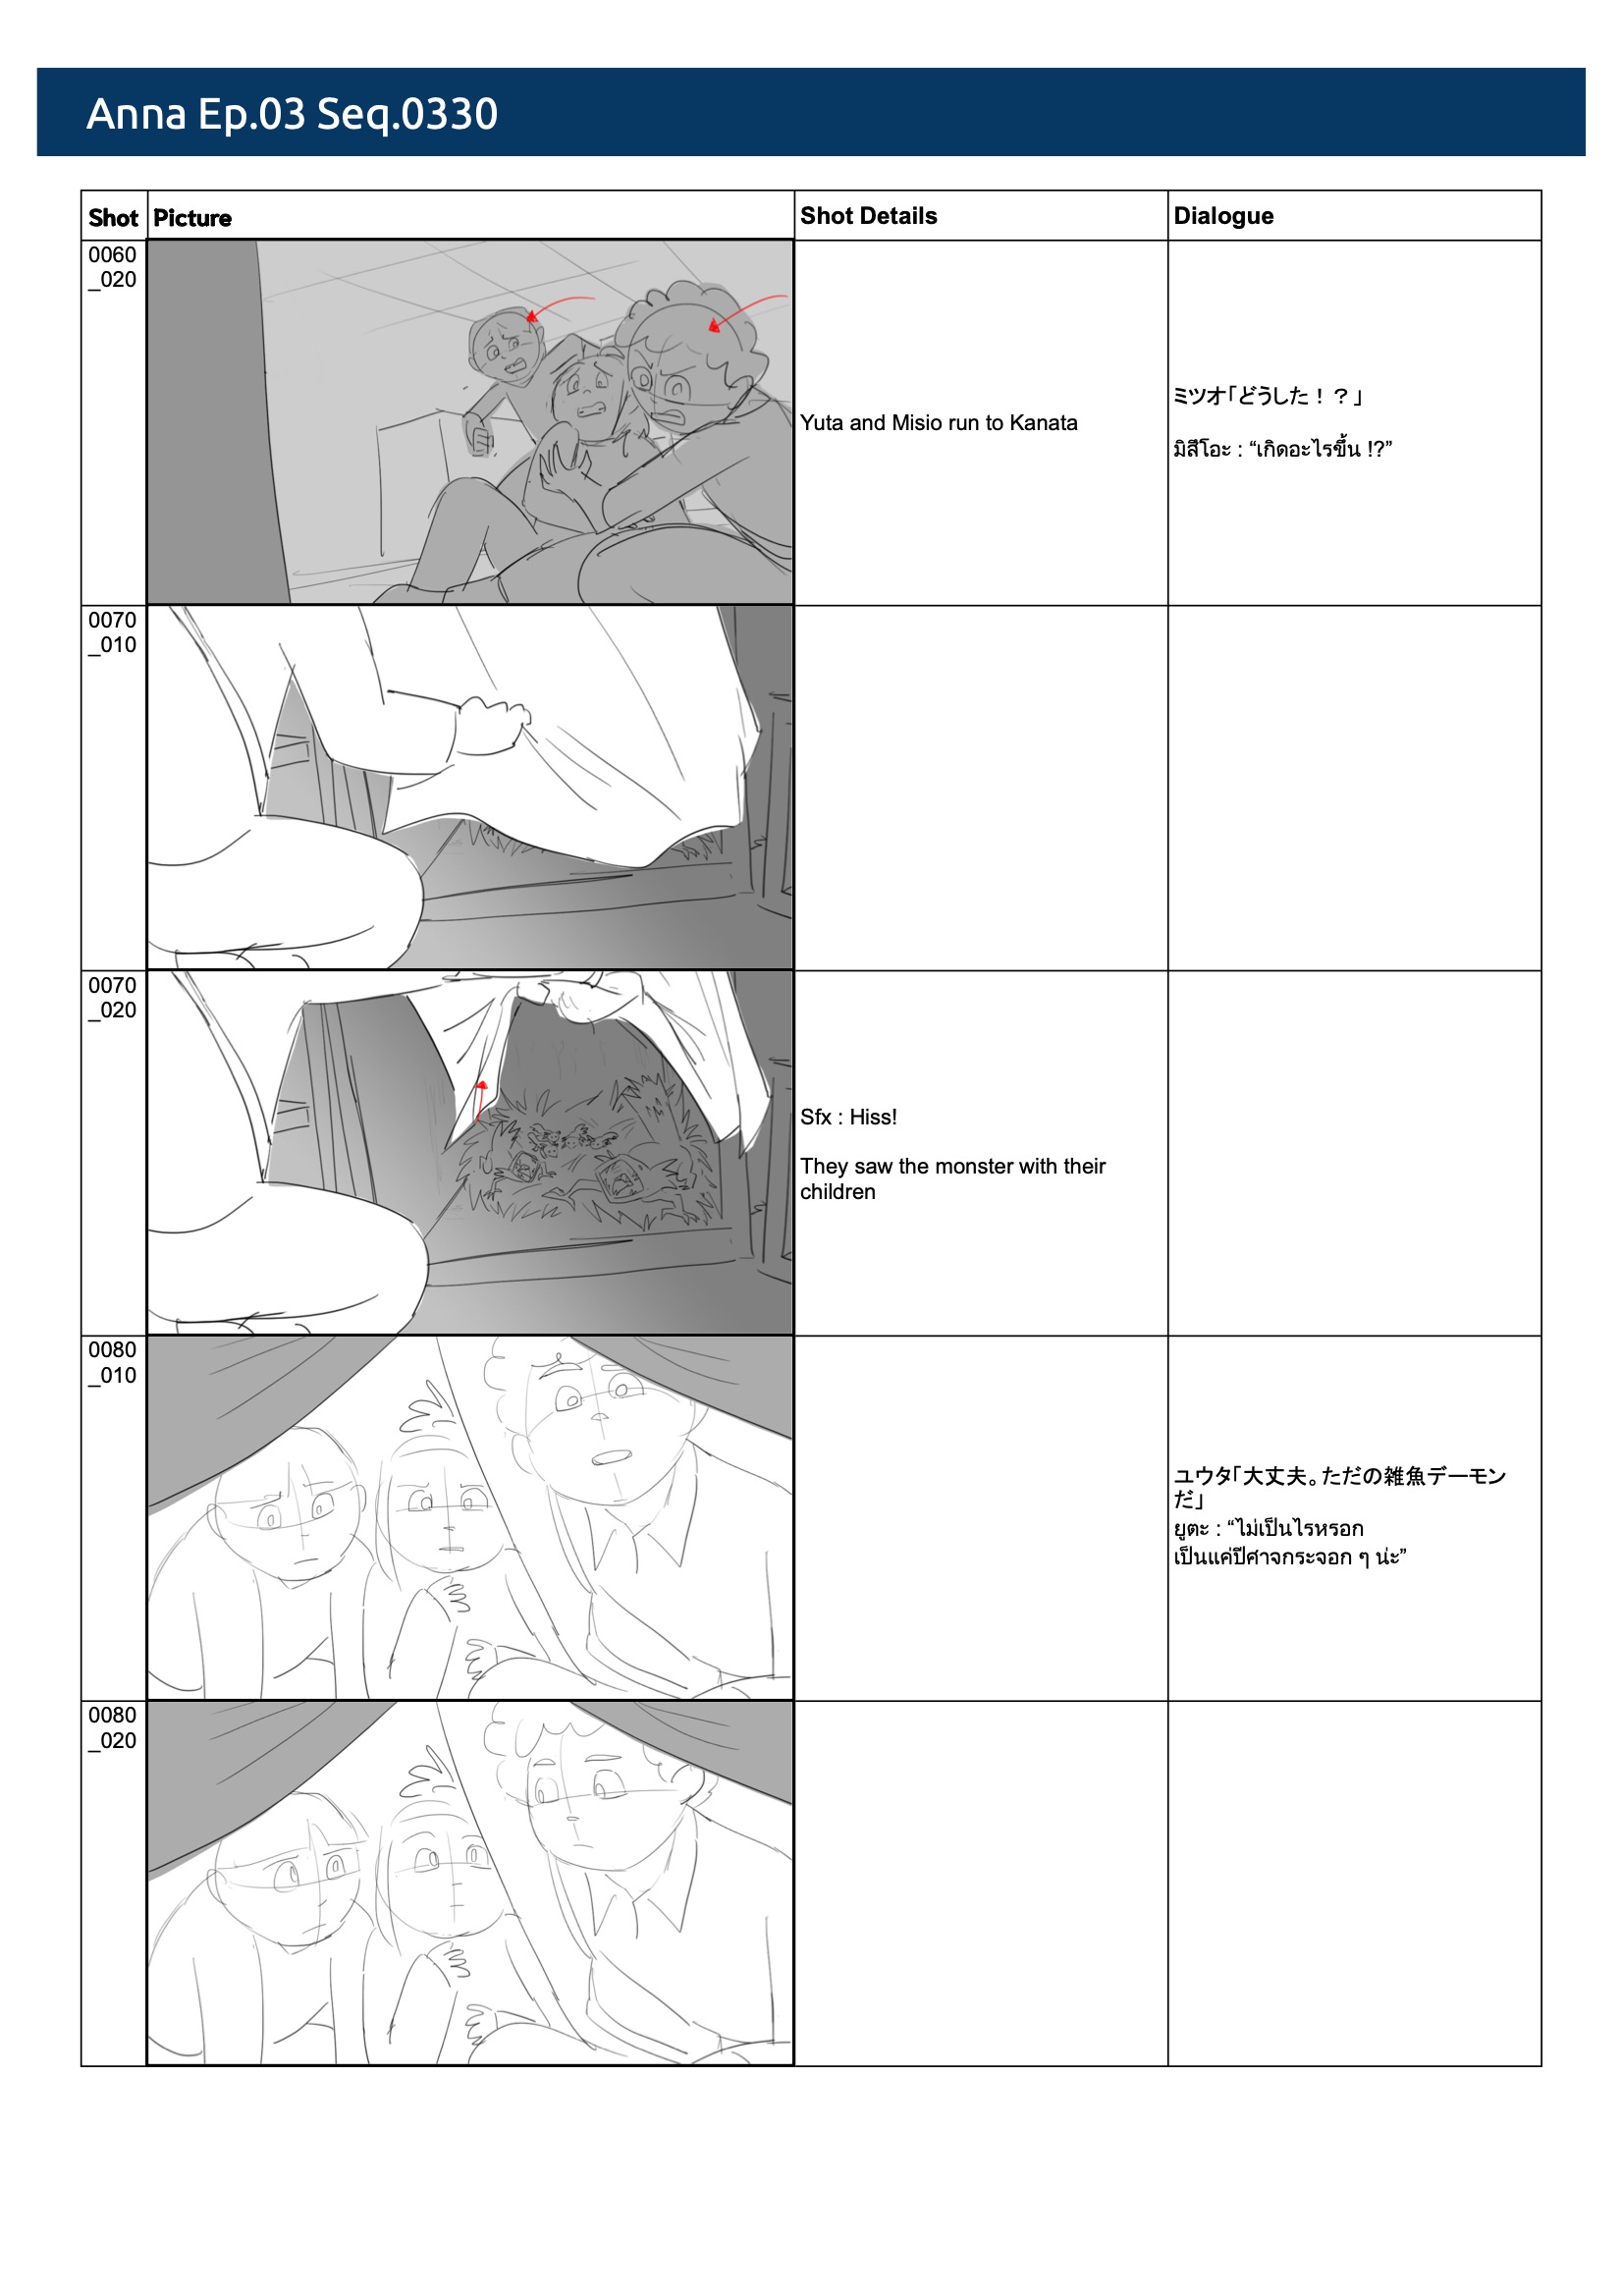 Anna Ep.03 Seq.0330
Shot
Picture
Shot Details
Dialogue
0060
_020
Yuta and Misio run to Kanata
ミツオ「どうした！？」
มิสึโอะ : “เกิดอะไรขึ้น !?”
0070
_010
0070
_020
Sfx : Hiss!
They saw the monster with their
children
0080
_010
ユウタ「大丈夫。ただの雑魚デーモン
だ」
ยูตะ : “ไม่เป็นไรหรอก
เป็นแค่ปีศาจกระจอก ๆ น่ะ”
0080
_020